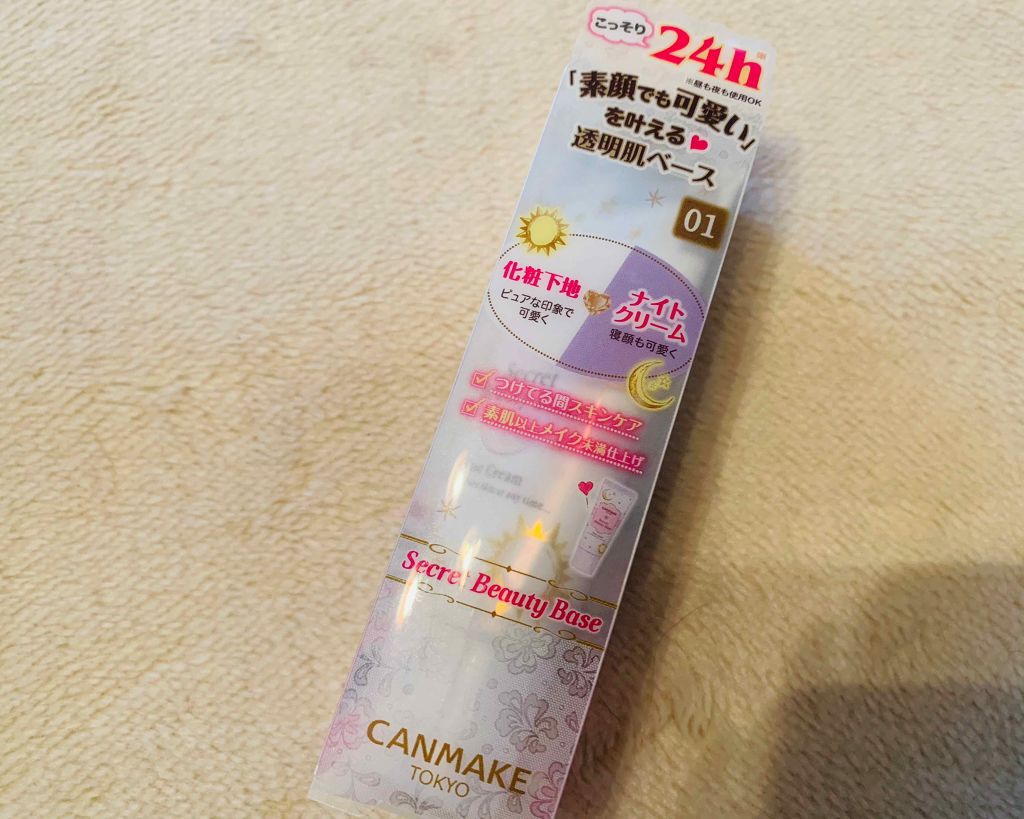 こっそり
24h※
※昼も夜も使用OK
「素顔でも可愛い」
を叶える
透明肌ベース
01
化粧下地
ピュアな印象で
可愛く
ナイト
クリーム
寝顔も可愛く
Secret
つけてる間スキンケア
素肌以上メイク未満仕上げ
Cream
Secret Beauty Base
CANMAKE
TOKYO